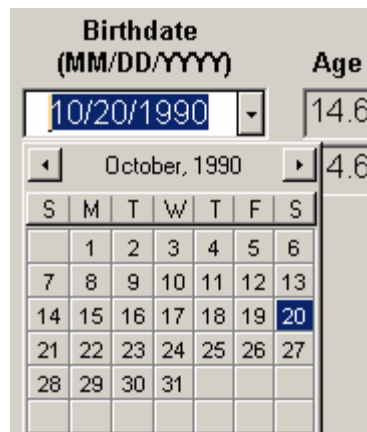 Birthdate
(MM/DD/YYYY) Age
10/20/1990 14.6
October, 1990 4.6
S M T W T F S
1 2 3 4 5 6
7 8 9 10 11 12 13
14 15 16 17 18 19 20
21 22 23 24 25 26 27
28 29 30 31